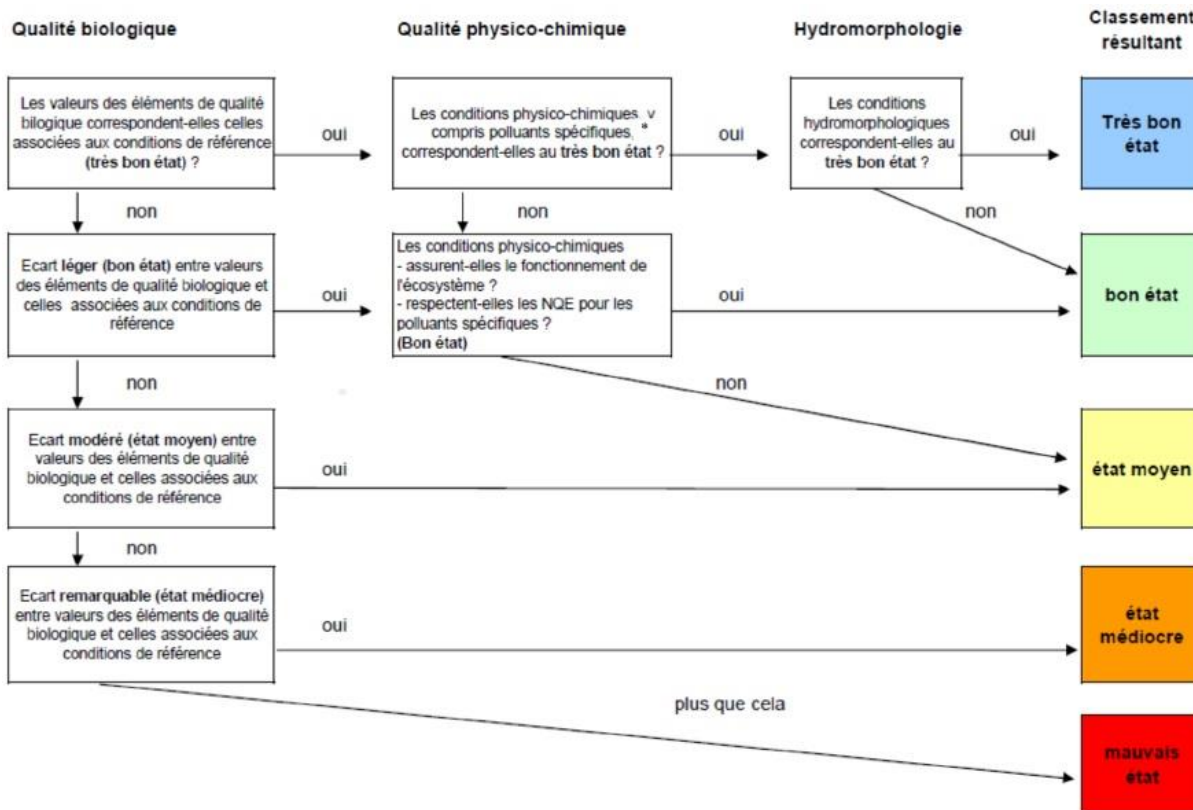 Qualité biologique
Qualité physico-chimique
Hydromorphologie
Classement
résultant
Les valeurs des éléments de qualité
bilogique correspondent-elles celles
associées aux conditions de référence
(très bon état) ?
oui
Les conditions physico-chimiques, y
compris polluants spécifiques,
correspondent-elles au très bon état ?
oui
Les conditions
hydromorphologiques
correspondent-elles au
très bon état ?
oui
Très bon
état
non
non
non
Ecart léger (bon état) entre valeurs
des éléments de qualité biologique et
celles associées aux conditions de
référence
oui
Les conditions physico-chimiques
- assurent-elles le fonctionnement de
l'écosystème ?
- respectent-elles les NQE pour les
polluants spécifiques ?
(Bon état)
oui
bon état
non
non
Ecart modéré (état moyen) entre
valeurs des éléments de qualité
biologique et celles associées aux
conditions de référence
oui
état moyen
non
Ecart remarquable (état médiocre)
entre valeurs des éléments de qualité
biologique et celles associées aux
conditions de référence
oui
état
médiocre
plus que cela
mauvais
état